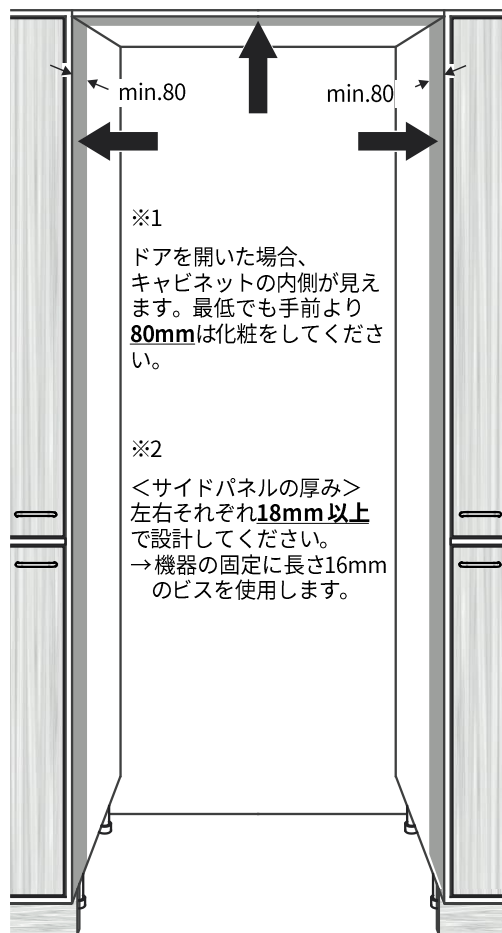 min.80
min.80
※1
ドアを開いた場合、
キャビネットの内側が見え
ます。最低でも手前より
80mmは化粧をしてくださ
い。
※2
＜サイドパネルの厚み＞
左右それぞれ18mm以上
で設計してください。
→機器の固定に長さ16mm
のビスを使用します。